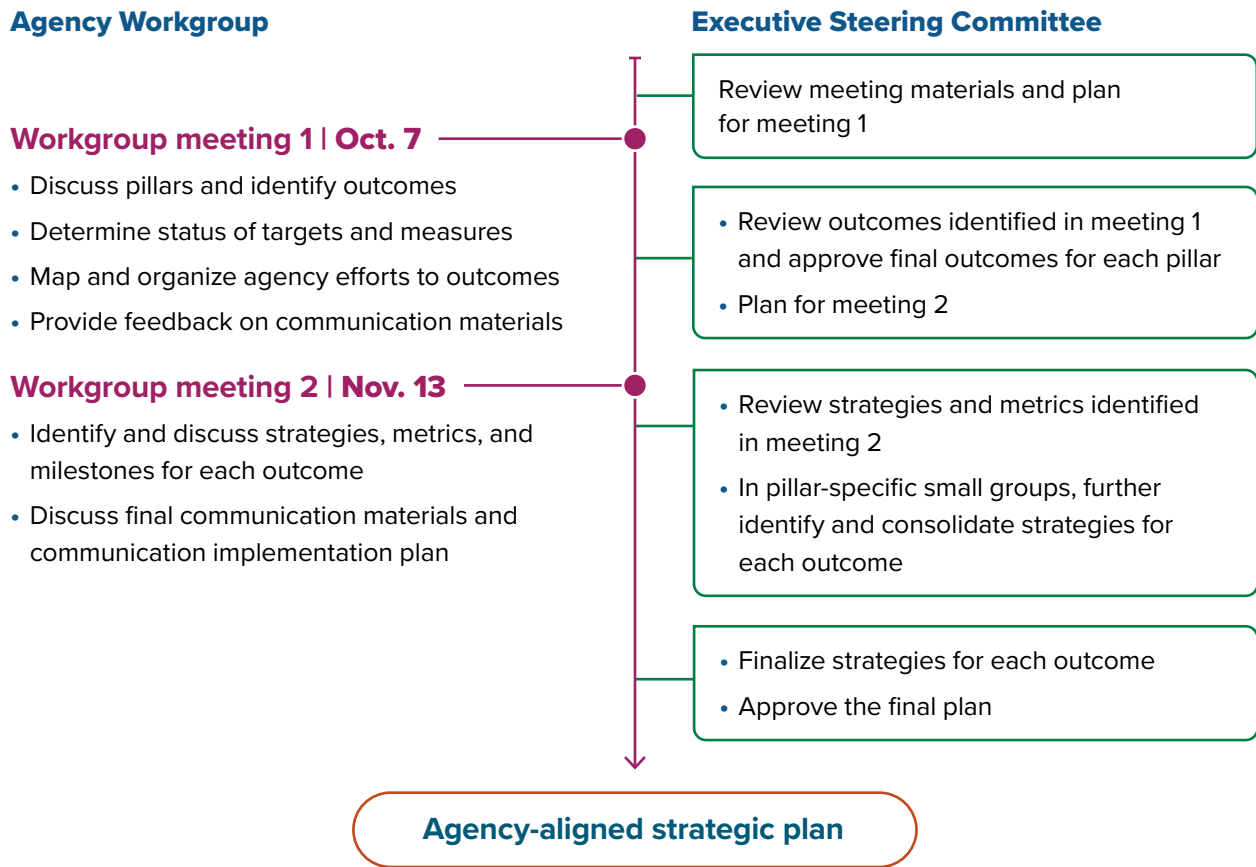 Agency Workgroup
Workgroup meeting 1 | Oct. 7
• Discuss pillars and identify outcomes
• Determine status of targets and measures
• Map and organize agency efforts to outcomes
• Provide feedback on communication materials
Workgroup meeting 2 | Nov. 13
• Identify and discuss strategies, metrics, and
milestones for each outcome
• Discuss final communication materials and
communication implementation plan
Executive Steering Committee
Review meeting materials and plan
for meeting 1
• Review outcomes identified in meeting 1
and approve final outcomes for each pillar
• Plan for meeting 2
• Review strategies and metrics identified
in meeting 2
• In pillar-specific small groups, further
identify and consolidate strategies for
each outcome
• Finalize strategies for each outcome
• Approve the final plan
Agency-aligned strategic plan